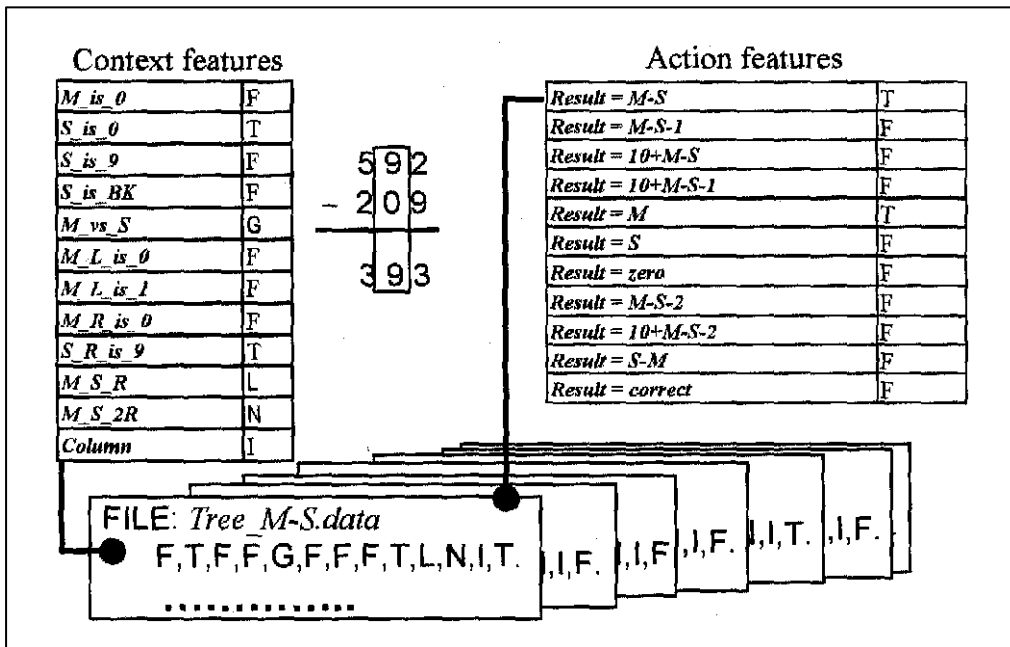 Context features
M_is_0 F
S_is_0 T
S_is_9 F
S_is_BK F
M_vs_S G
M_L_is_0 F
M_L_is_1 F
M_R_is_0 F
S_R_is_9 T
M_S_R L
M_S_2R N
Column I
592
- 209
393
Action features
Result = M-S T
Result = M-S-1 F
Result = 10+M-S F
Result = 10+M-S-1 F
Result = M T
Result = S F
Result = zero F
Result = M-S-2 F
Result = 10+M-S-2 F
Result = S-M F
Result = correct F
FILE: Tree_M-S.data
F,T,F,F,G,F,F,F,T,L,N,I,T.
I,I,F.
I,I,F
,I,F.
I,I,T.
,I,F.